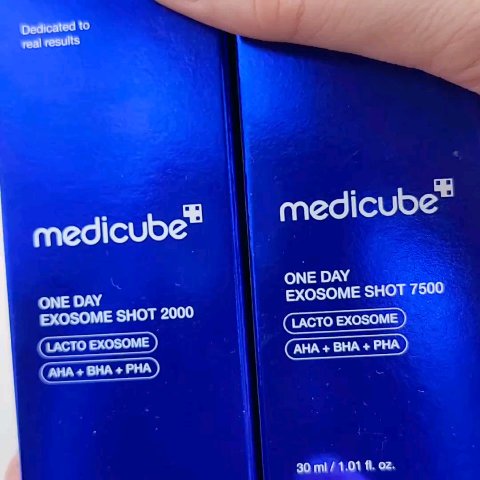 Dedicated to
real results
medicube
ONE DAY
EXOSOME SHOT 2000
LACTO EXOSOME
AHA + BHA + PHA
medicube
ONE DAY
EXOSOME SHOT 7500
LACTO EXOSOME
AHA + BHA + PHA
30 ml / 1.01 fl. oz.